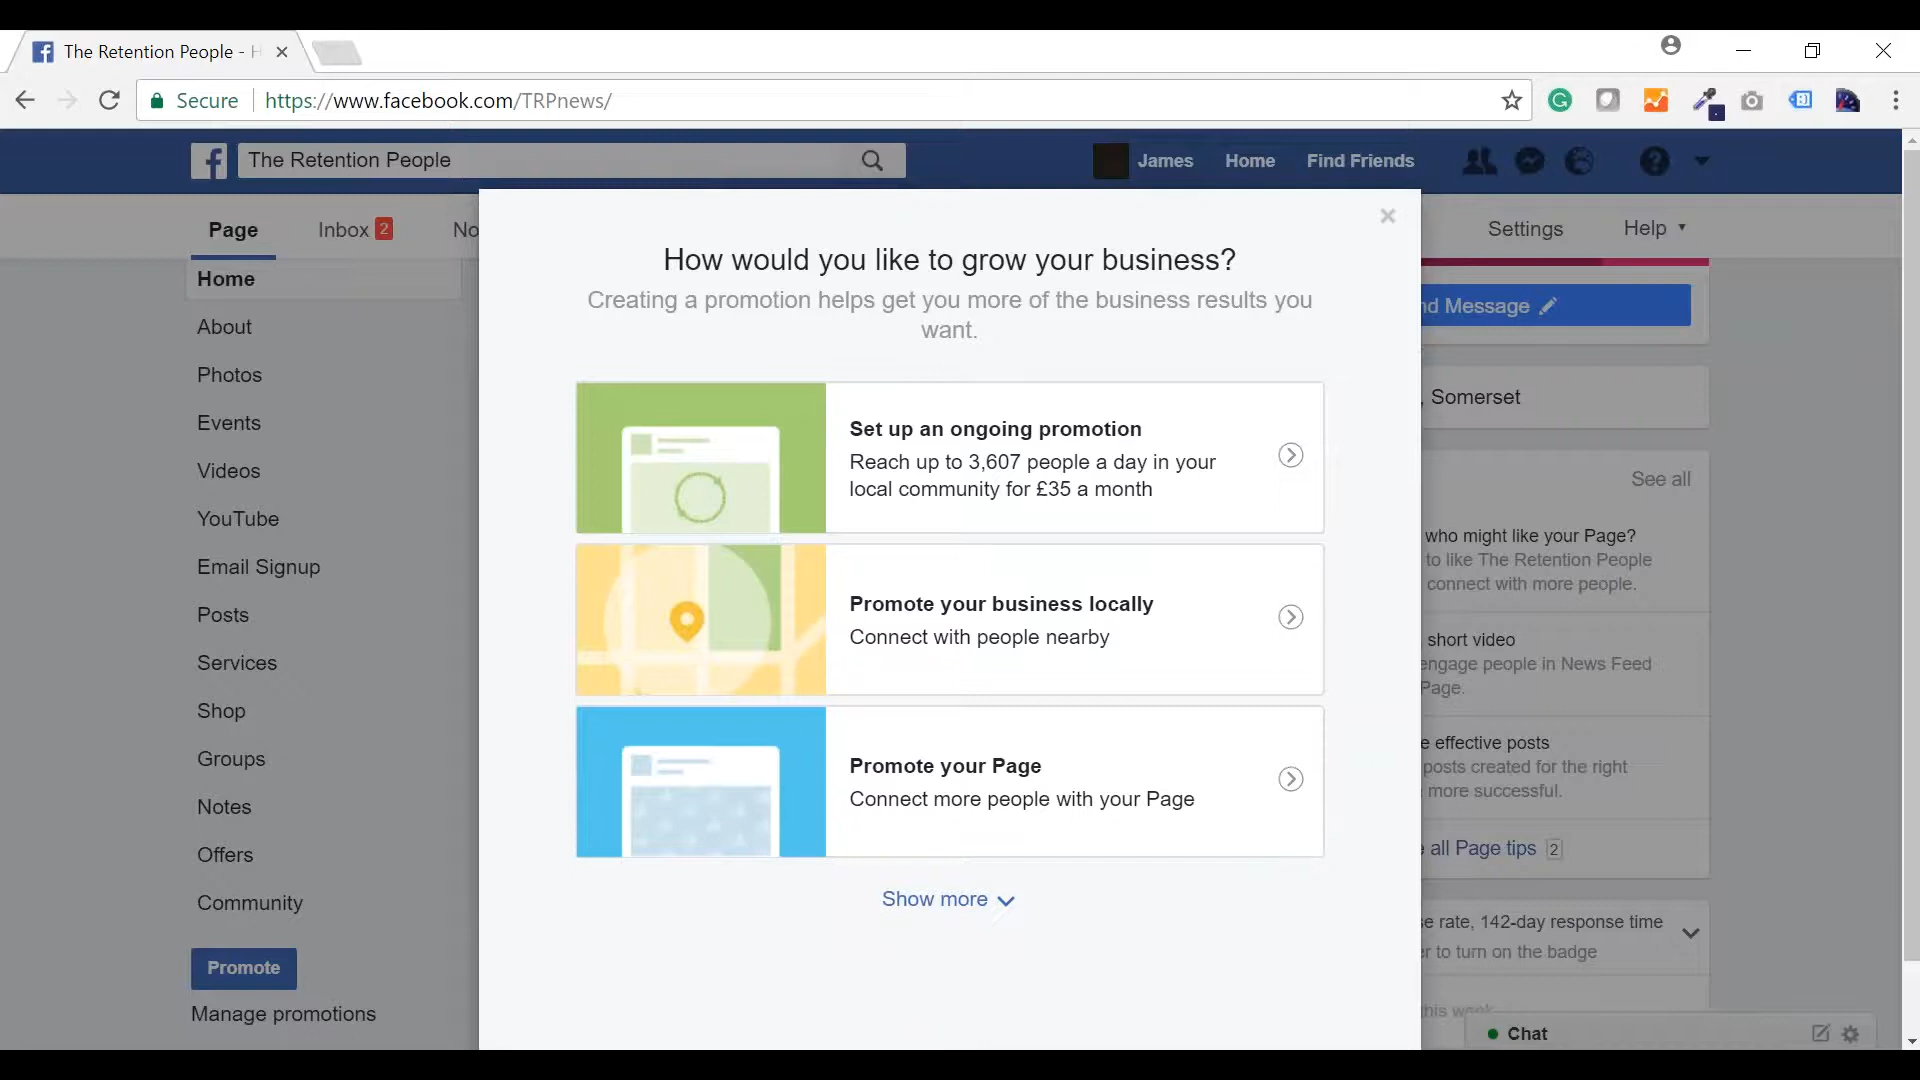 The Retention People - H
Secure
https://www.facebook.com/TRPnews/
The Retention People
James
Home
Find Friends
Page
Inbox 2
No
Settings
Help
Home
About
Photos
Events
Videos
YouTube
Email Signup
Posts
Services
Shop
Groups
Notes
Offers
Community
Promote
Manage promotions
How would you like to grow your business?
Creating a promotion helps get you more of the business results you
want.
Set up an ongoing promotion
Reach up to 3,607 people a day in your
local community for £35 a month
Promote your business locally
Connect with people nearby
Promote your Page
Connect more people with your Page
Show more
nd Message
, Somerset
See all
who might like your Page?
to like The Retention People
connect with more people.
short video
engage people in News Feed
Page.
e effective posts
posts created for the right
more successful.
e all Page tips 2
se rate, 142-day response time
er to turn on the badge
this week
Chat